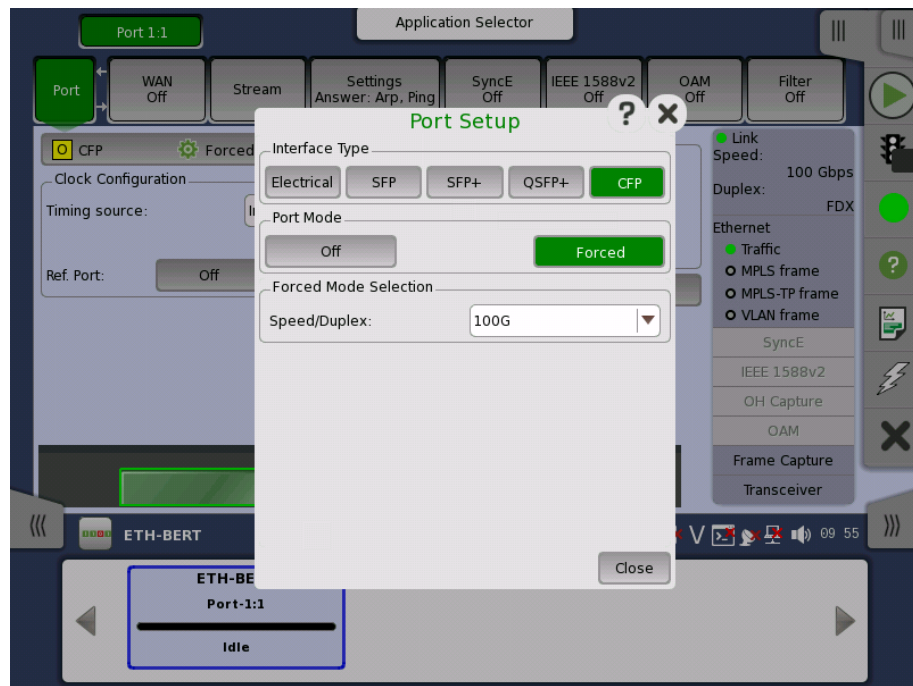 Port 1:1
Application Selector
Port
WAN
Off
Stream
Settings
Answer: Arp, Ping
SyncE
Off
IEEE 1588v2
Off
OAM
Off
Filter
Off
O CFP
Forced
Clock Configuration
Timing source:
Ref. Port:
Off
Port Setup
?
Interface Type
Electrical
SFP
SFP+
QSFP+
CFP
Port Mode
Off
Forced
Forced Mode Selection
Speed/Duplex:
100G
Close
Link
Speed:
100 Gbps
Duplex:
FDX
Ethernet
Traffic
MPLS frame
MPLS-TP frame
VLAN frame
SyncE
IEEE 1588v2
OH Capture
OAM
Frame Capture
Transceiver
?
ETH-BERT
V
09 55
ETH-BE
Port-1:1
Idle